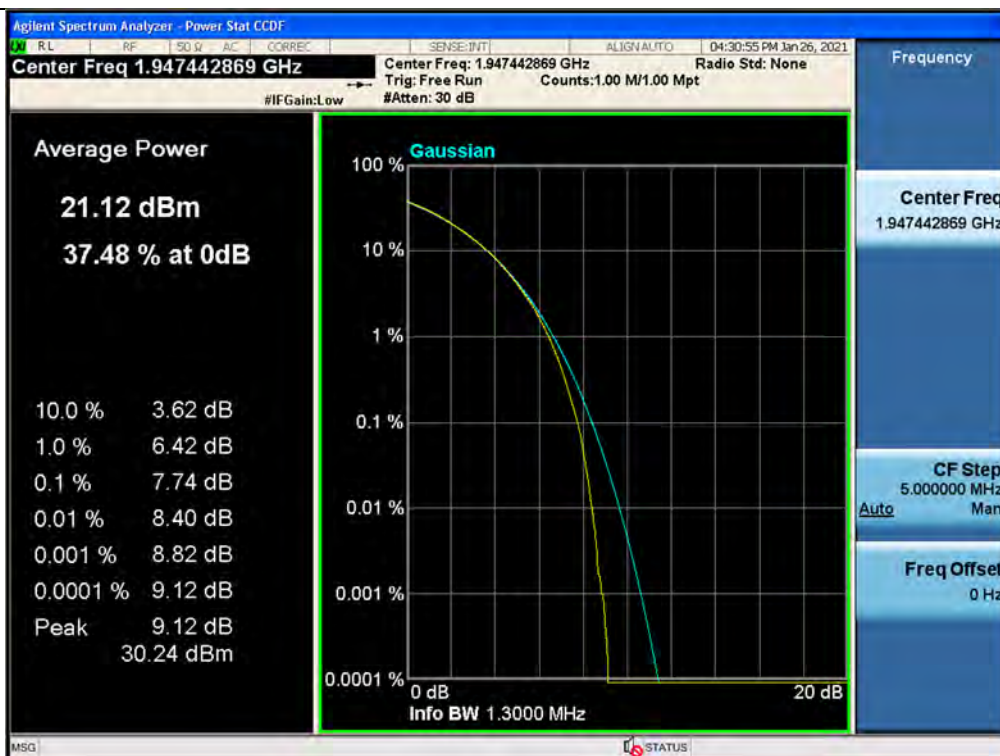 Agilent Spectrum Analyzer - Power Stat CCDF
LXI RL RF 50 Ω AC CORREC SENSE:INT ALIGN AUTO 04:30:55 PM Jan 26, 2021
Center Freq 1.947442869 GHz
Center Freq: 1.947442869 GHz Radio Std: None
Trig: Free Run Counts:1.00 M/1.00 Mpt
#IFGain:Low #Atten: 30 dB
Frequency
Average Power
21.12 dBm
37.48 % at 0dB
10.0 % 3.62 dB
1.0 % 6.42 dB
0.1 % 7.74 dB
0.01 % 8.40 dB
0.001 % 8.82 dB
0.0001 % 9.12 dB
Peak 9.12 dB
30.24 dBm
Gaussian
100 %
10 %
1 %
0.1 %
0.01 %
0.001 %
0.0001 %
0 dB 20 dB
Info BW 1.3000 MHz
Center Freq
1.947442869 GHz
CF Step
5.000000 MHz
Auto Man
Freq Offset
0 Hz
MSG STATUS